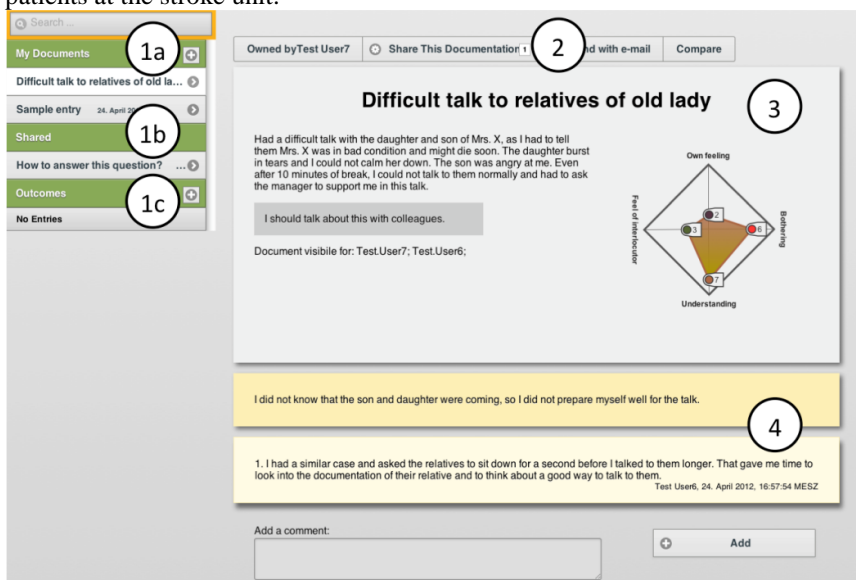 patients at the stroke unit.
Search ...
My Documents
1a
Difficult talk to relatives of old la...
Sample entry 24. April 20
1b
Shared
How to answer this question? ...
Outcomes
1c
No Entries
Owned byTest User7
Share This Documentation 1
2
nd with e-mail
Compare
Difficult talk to relatives of old lady
3
Had a difficult talk with the daughter and son of Mrs. X, as I had to tell
them Mrs. X was in bad condition and might die soon. The daughter burst
in tears and I could not calm her down. The son was angry at me. Even
after 10 minutes of break, I could not talk to them normally and had to ask
the manager to support me in this talk.
I should talk about this with colleagues.
Document visibile for: Test.User7; Test.User6;
Own feeling
2
Feel of interlocutor
3
6
Bothering
7
Understanding
I did not know that the son and daughter were coming, so I did not prepare myself well for the talk.
4
1. I had a similar case and asked the relatives to sit down for a second before I talked to them longer. That gave me time to
look into the documentation of their relative and to think about a good way to talk to them.
Test User6, 24. April 2012, 16:57:54 MESZ
Add a comment:
Add